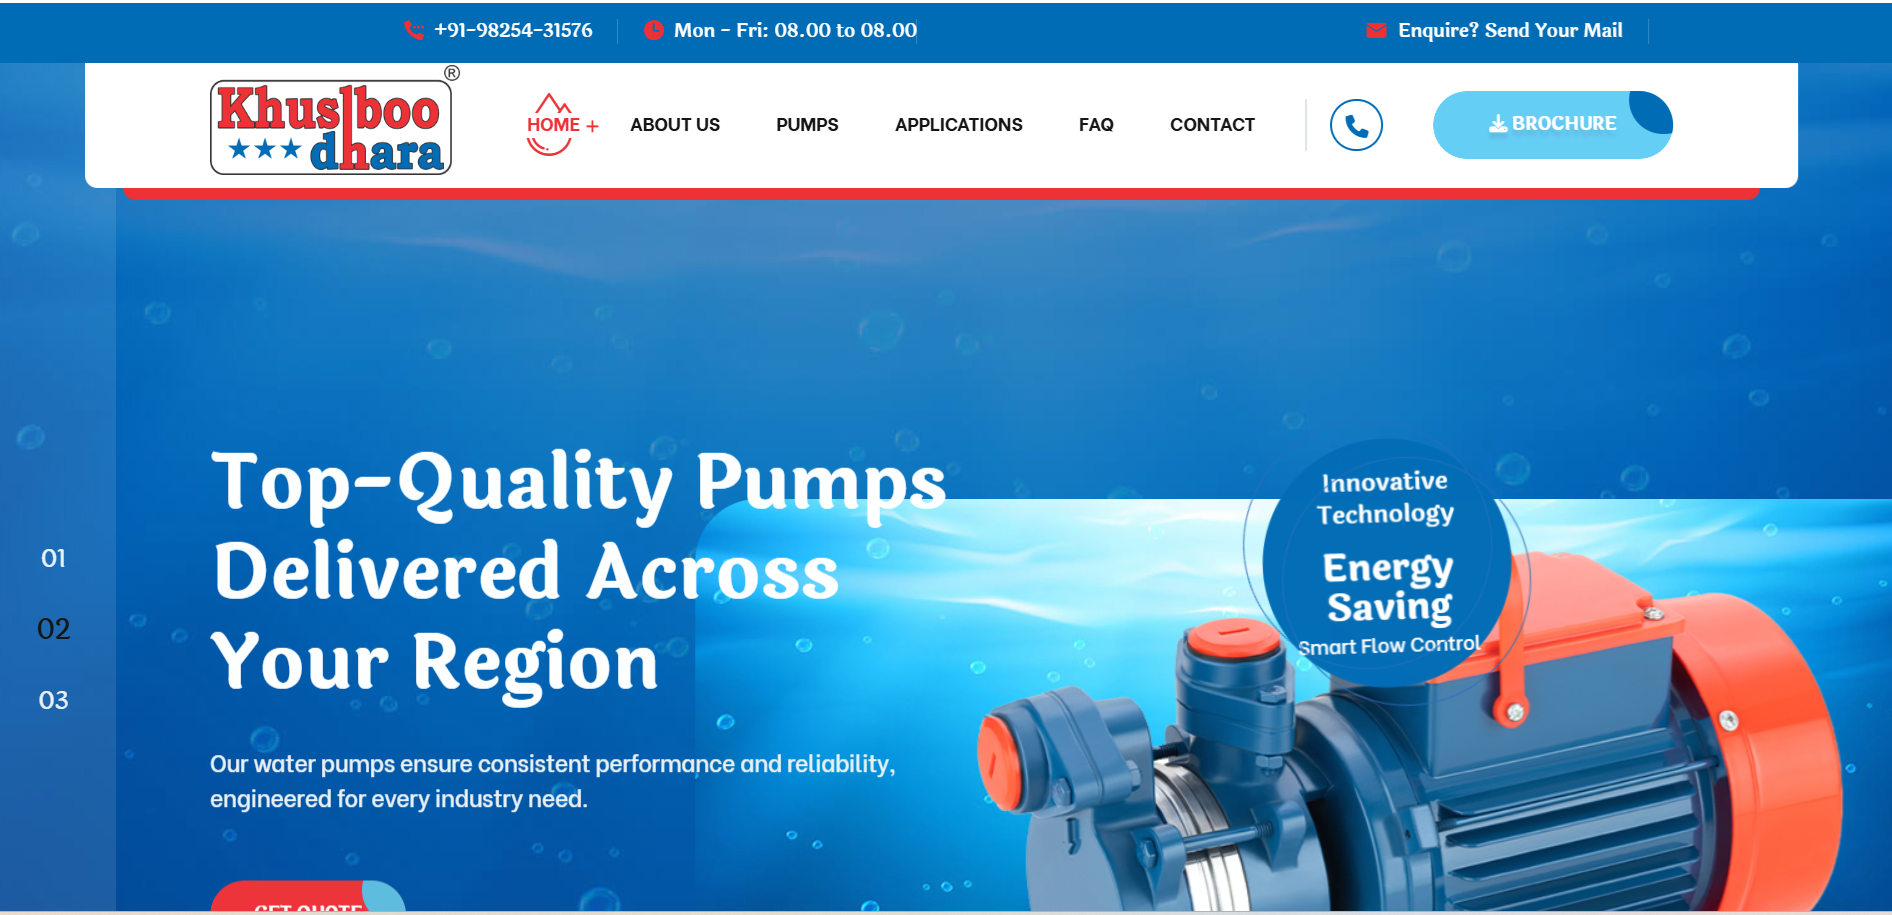 +91-98254-31576
Mon - Fri: 08.00 to 08.00
Enquire? Send Your Mail
Khushboo ®
dhara
HOME +
ABOUT US
PUMPS
APPLICATIONS
FAQ
CONTACT
BROCHURE
01
02
03
Top-Quality Pumps
Delivered Across
Your Region
Our water pumps ensure consistent performance and reliability,
engineered for every industry need.
GET QUOTE
Innovative
Technology
Energy
Saving
Smart Flow Control